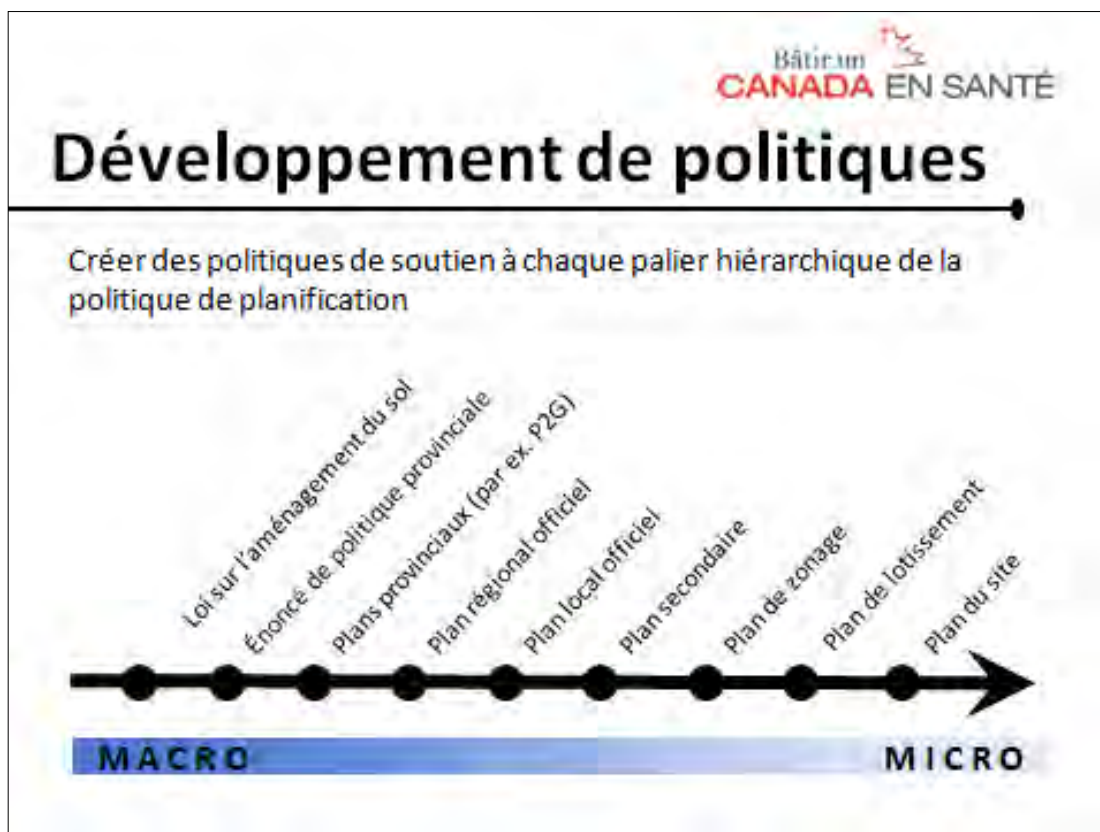 Bâtir un
CANADA EN SANTÉ
Développement de politiques
Créer des politiques de soutien à chaque palier hiérarchique de la
politique de planification
Loi sur l'aménagement du sol
Énoncé de politique provinciale
Plans provinciaux (par ex. P2G)
Plan régional officiel
Plan local officiel
Plan secondaire
Plan de zonage
Plan de lotissement
Plan du site
MACRO
MICRO